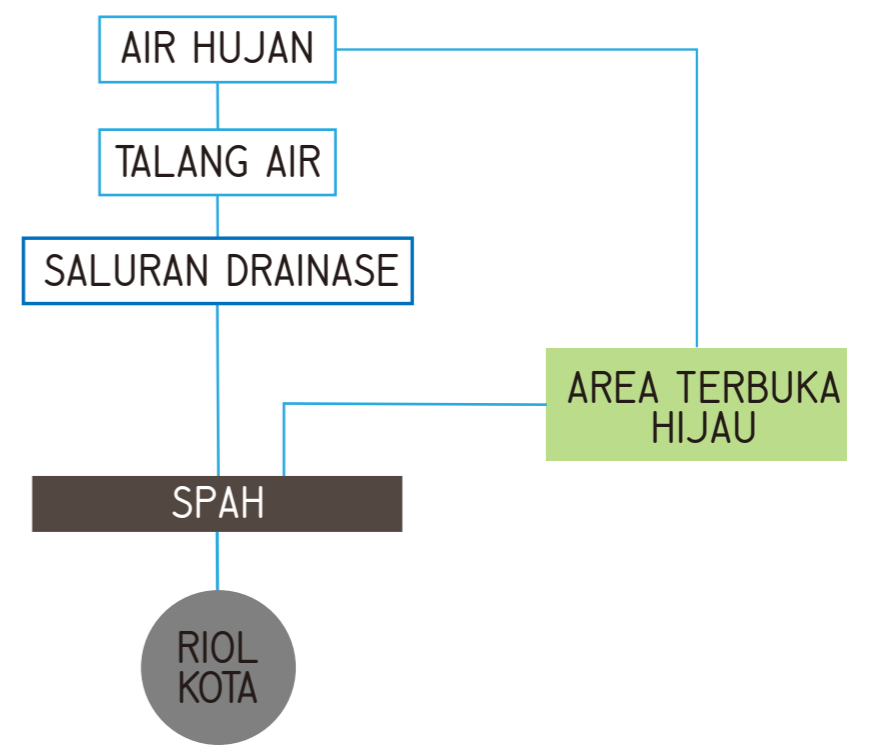 AIR HUJAN
TALANG AIR
SALURAN DRAINASE
AREA TERBUKA
HIJAU
SPAH
RIOL
KOTA